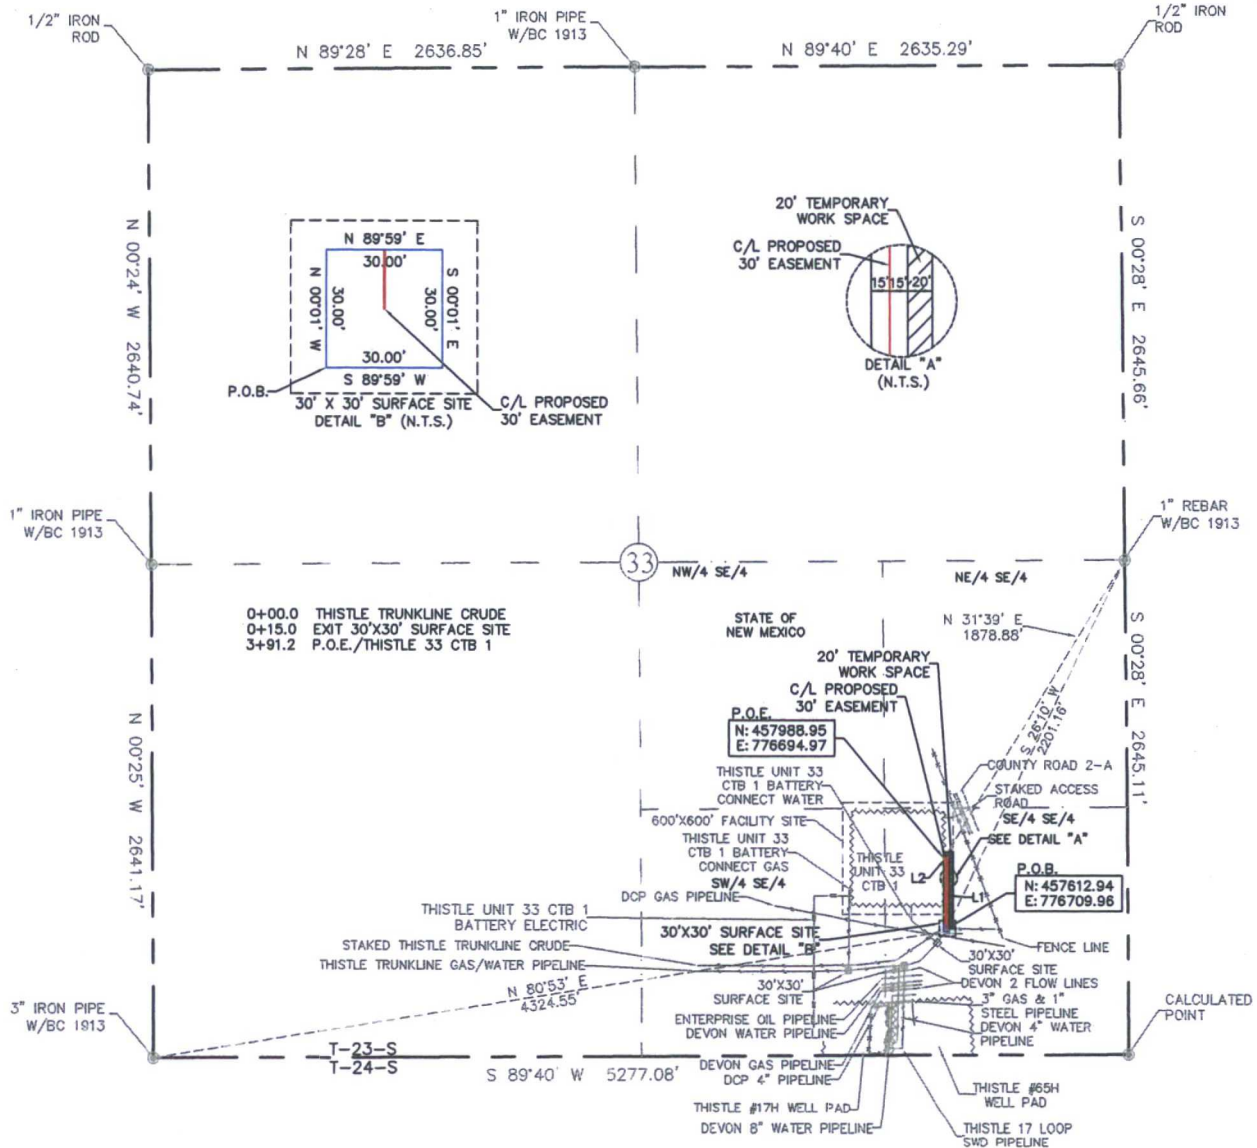 1/2" IRON
ROD
1" IRON PIPE
W/BC 1913
1/2" IRON
ROD
N 89°28' E 2636.85'
N 89°40' E 2635.29'
N 00°24' W 2640.74'
S 00°28' E 2645.66'
N 89°59' E
30.00'
N 00°01' W
30.00'
S 00°01' E
30.00'
30.00'
S 89°59' W
P.O.B.
30' X 30' SURFACE SITE
DETAIL "B" (N.T.S.)
C/L PROPOSED
30' EASEMENT
20' TEMPORARY
WORK SPACE
C/L PROPOSED
30' EASEMENT
15'15'20'
DETAIL "A"
(N.T.S.)
1" IRON PIPE
W/BC 1913
1" REBAR
W/BC 1913
33
NW/4 SE/4
NE/4 SE/4
0+00.0 THISTLE TRUNKLINE CRUDE
0+15.0 EXIT 30'X30' SURFACE SITE
3+91.2 P.O.E./THISTLE 33 CTB 1
STATE OF
NEW MEXICO
N 31°39' E
1878.88'
S 26°10' W
2201.16'
N 00°25' W 2641.17'
S 00°28' E 2645.11'
20' TEMPORARY
WORK SPACE
C/L PROPOSED
30' EASEMENT
P.O.E.
N: 457988.95
E: 776694.97
COUNTY ROAD 2-A
STAKED ACCESS
ROAD
SE/4 SE/4
SEE DETAIL "A"
THISTLE UNIT 33
CTB 1 BATTERY
CONNECT WATER
600'X600' FACILITY SITE
THISTLE UNIT 33
CTB 1 BATTERY
CONNECT GAS
THISTLE
UNIT 33
CTB 1
L2
L1
P.O.B.
N: 457612.94
E: 776709.96
SW/4 SE/4
DCP GAS PIPELINE
THISTLE UNIT 33 CTB 1
BATTERY ELECTRIC
30'X30' SURFACE SITE
SEE DETAIL "B"
STAKED THISTLE TRUNKLINE CRUDE
THISTLE TRUNKLINE GAS/WATER PIPELINE
FENCE LINE
30'X30'
SURFACE SITE
30'X30'
SURFACE SITE
DEVON 2 FLOW LINES
3" GAS & 1"
STEEL PIPELINE
DEVON 4" WATER
PIPELINE
N 80°53' E
4324.55'
ENTERPRISE OIL PIPELINE
DEVON WATER PIPELINE
3" IRON PIPE
W/BC 1913
CALCULATED
POINT
T-23-S
T-24-S
S 89°40' W 5277.08'
DEVON GAS PIPELINE
DCP 4" PIPELINE
THISTLE #17H WELL PAD
DEVON 8" WATER PIPELINE
THISTLE #65H
WELL PAD
THISTLE 17 LOOP
SWD PIPELINE